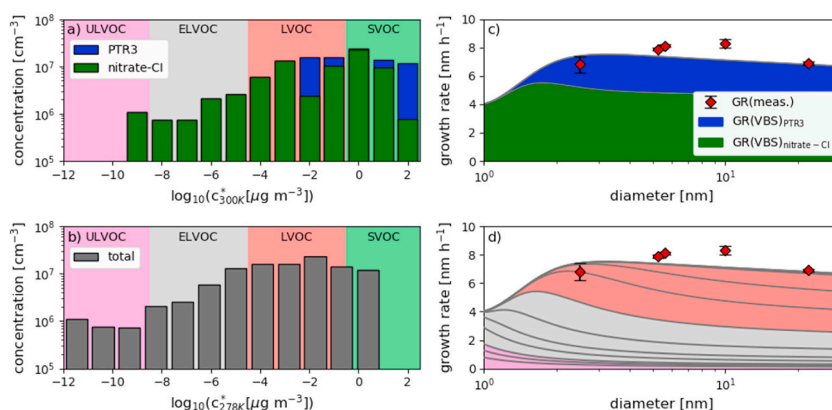 a)
ULVOC ELVOC LVOC SVOC
PTR3
nitrate-CI
concentration [cm⁻³]
10⁸
10⁷
10⁶
10⁵
−12 −10 −8 −6 −4 −2 0 2
log₁₀(c*₃₀₀ₖ[μg m⁻³])
c)
growth rate [nm h⁻¹]
10
8
6
4
2
0
GR(meas.)
GR(VBS)PTR3
GR(VBS)nitrate−CI
10⁰ 10¹
diameter [nm]
b)
ULVOC ELVOC LVOC SVOC
total
concentration [cm⁻³]
10⁸
10⁷
10⁶
10⁵
−12 −10 −8 −6 −4 −2 0 2
log₁₀(c*₂₇₈ₖ[μg m⁻³])
d)
growth rate [nm h⁻¹]
10
8
6
4
2
0
10⁰ 10¹
diameter [nm]